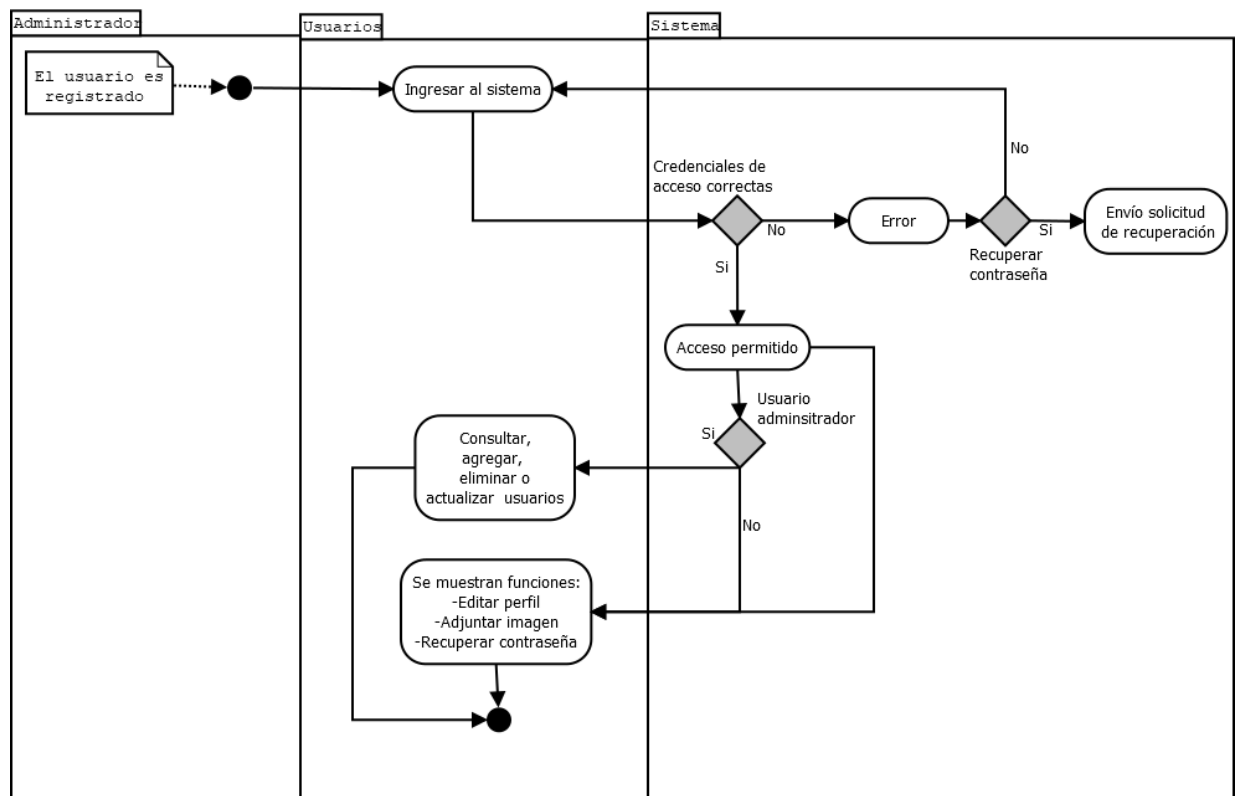 Administrador
Usuarios
Sistema
El usuario es
registrado
Ingresar al sistema
No
Credenciales de
acceso correctas
No
Error
Si
Envío solicitud
de recuperación
Recuperar
contraseña
Si
Acceso permitido
Usuario
adminsitrador
Si
Consultar,
agregar,
eliminar o
actualizar usuarios
No
Se muestran funciones:
-Editar perfil
-Adjuntar imagen
-Recuperar contraseña